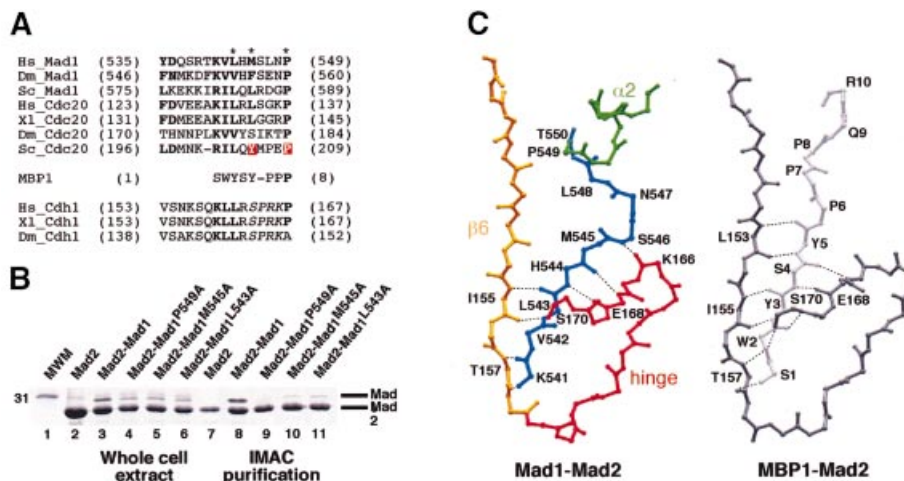 A
* * *
Hs_Mad1 (535) YDQSRTKVLHMSLNP (549)
Dm_Mad1 (546) FNMKDFKVVHFSENP (560)
Sc_Mad1 (575) LKEKKIRILQLRDGP (589)
Hs_Cdc20 (123) FDVEEAKILRLSGKP (137)
Xl_Cdc20 (131) FDMEEAKILRLGGRP (145)
Dm_Cdc20 (170) THNNPLKVVYSIKTP (184)
Sc_Cdc20 (196) LDMNK-RILQYMPEP (209)
MBP1 (1) SWYSY-PPP (8)
Hs_Cdh1 (153) VSNKSQKLLRSPRKP (167)
Xl_Cdh1 (153) VSNKSQKLLRSPRKP (167)
Dm_Cdh1 (138) VSAKSQKLLRSPRKA (152)
B
MWM
Mad2
Mad2-Mad1
Mad2-Mad1P549A
Mad2-Mad1M545A
Mad2-Mad1L543A
Mad2
Mad2-Mad1
Mad2-Mad1P549A
Mad2-Mad1M545A
Mad2-Mad1L543A
31
Mad
Mad
2
1 2 3 4 5 6 7 8 9 10 11
Whole cell extract
IMAC purification
C
α2
T550
P549
L548
N547
β6
M545
S546
H544
K166
I155
L543
S170
E168
V542
T157
K541
hinge
Mad1-Mad2
R10
Q9
P8
P7
P6
L153
Y5
S4
I155
Y3
S170
E168
W2
T157
S1
MBP1-Mad2